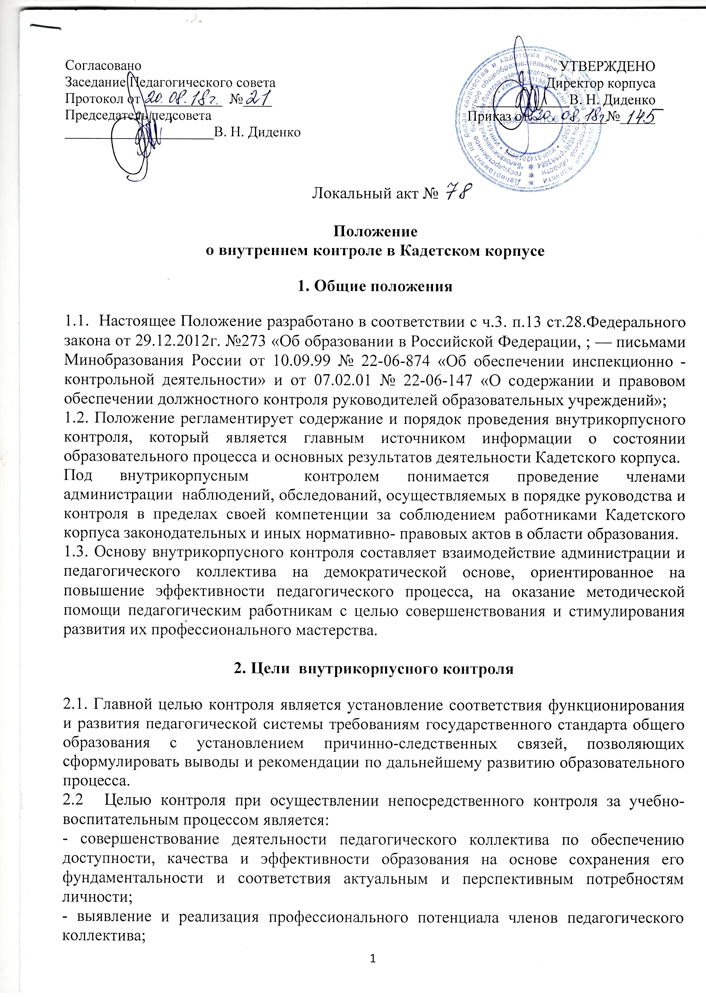 Согласовано
Заседание Педагогического совета
Протокол от 20.08.18г. № 21
Председатель педсовета
В. Н. Диденко
УТВЕРЖДЕНО
Директор корпуса
В. Н. Диденко
Приказ от 20.08.18г № 145
ДОКУМЕНТОВ
Локальный акт № 78
Положение
о внутреннем контроле в Кадетском корпусе
1. Общие положения
1.1. Настоящее Положение разработано в соответствии с ч.3. п.13 ст.28.Федерального
закона от 29.12.2012г. №273 «Об образовании в Российской Федерации, ; — письмами
Минобразования России от 10.09.99 № 22-06-874 «Об обеспечении инспекционно -
контрольной деятельности» и от 07.02.01 № 22-06-147 «О содержании и правовом
обеспечении должностного контроля руководителей образовательных учреждений»;
1.2. Положение регламентирует содержание и порядок проведения внутрикорпусного
контроля, который является главным источником информации о состоянии
образовательного процесса и основных результатов деятельности Кадетского корпуса.
Под внутрикорпусным контролем понимается проведение членами
администрации наблюдений, обследований, осуществляемых в порядке руководства и
контроля в пределах своей компетенции за соблюдением работниками Кадетского
корпуса законодательных и иных нормативно- правовых актов в области образования.
1.3. Основу внутрикорпусного контроля составляет взаимодействие администрации и
педагогического коллектива на демократической основе, ориентированное на
повышение эффективности педагогического процесса, на оказание методической
помощи педагогическим работникам с целью совершенствования и стимулирования
развития их профессионального мастерства.
2. Цели внутрикорпусного контроля
2.1. Главной целью контроля является установление соответствия функционирования
и развития педагогической системы требованиям государственного стандарта общего
образования с установлением причинно-следственных связей, позволяющих
сформулировать выводы и рекомендации по дальнейшему развитию образовательного
процесса.
2.2 Целью контроля при осуществлении непосредственного контроля за учебно-
воспитательным процессом является:
- совершенствование деятельности педагогического коллектива по обеспечению
доступности, качества и эффективности образования на основе сохранения его
фундаментальности и соответствия актуальным и перспективным потребностям
личности;
- выявление и реализация профессионального потенциала членов педагогического
коллектива;
1